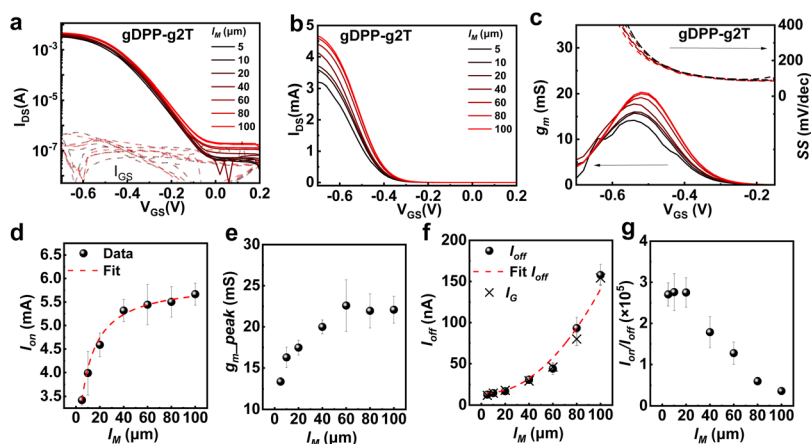 a
gDPP-g2T
l_M (μm)
5
10
20
40
60
80
100
10^-3
10^-5
10^-7
I_DS(A)
I_GS
-0.6 -0.4 -0.2 0.0 0.2
V_GS(V)
b
gDPP-g2T
l_M (μm)
5
10
20
40
60
80
100
5
4
3
2
1
0
I_DS(mA)
-0.6 -0.4 -0.2 0.0 0.2
V_GS(V)
c
gDPP-g2T
30
20
10
0
g_m (mS)
400
200
0
SS (mV/dec)
-0.6 -0.4 -0.2
V_GS (V)
d
Data
Fit
6.5
6.0
5.5
5.0
4.5
4.0
3.5
I_on (mA)
0 20 40 60 80 100
l_M (μm)
e
30
25
20
15
10
g_m_peak (mS)
0 20 40 60 80 100
l_M (μm)
f
I_off
Fit I_off
I_G
200
150
100
50
0
I_off (nA)
0 20 40 60 80 100
l_M (μm)
g
4
3
2
1
0
I_on/I_off (×10^5)
0 20 40 60 80 100
l_M (μm)